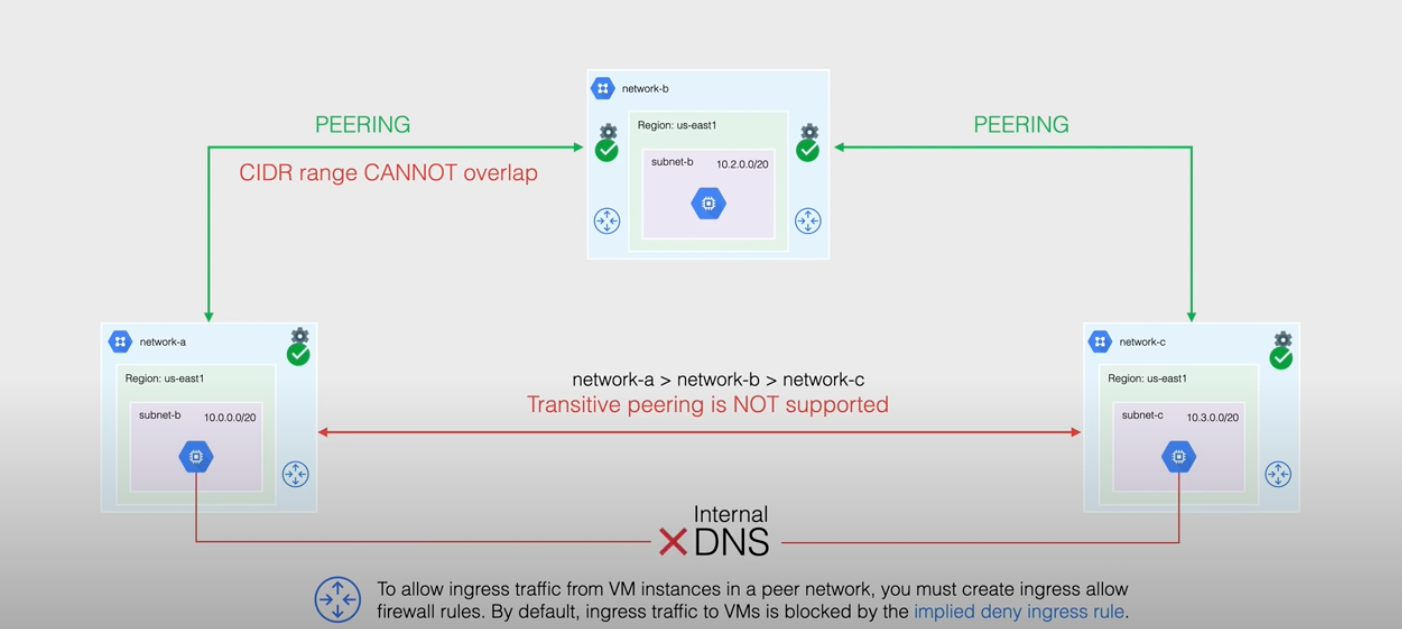 network-b
PEERING
PEERING
Region: us-east1
CIDR range CANNOT overlap
subnet-b 10.2.0.0/20
network-a
network-c
Region: us-east1
Region: us-east1
network-a > network-b > network-c
Transitive peering is NOT supported
subnet-b 10.0.0.0/20
subnet-c 10.3.0.0/20
Internal
DNS
To allow ingress traffic from VM instances in a peer network, you must create ingress allow
firewall rules. By default, ingress traffic to VMs is blocked by the implied deny ingress rule.